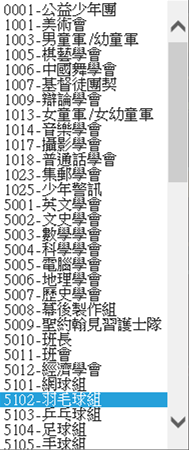 0001-公益少年團
1001-美術會
1003-男童軍/幼童軍
1005-棋藝學會
1006-中國舞學會
1007-基督徒團契
1009-辯論學會
1013-女童軍/女幼童軍
1014-音樂學會
1017-攝影學會
1018-普通話學會
1023-集郵學會
1025-少年警訊
5001-英文學會
5002-文史學會
5003-數學學會
5004-科學學會
5005-電腦學會
5006-地理學會
5007-歷史學會
5008-幕後製作組
5009-聖約翰見習護士隊
5010-班長
5011-班會
5012-經濟學會
5101-網球組
5102-羽毛球組
5103-乒乓球組
5104-足球組
5105-手球組